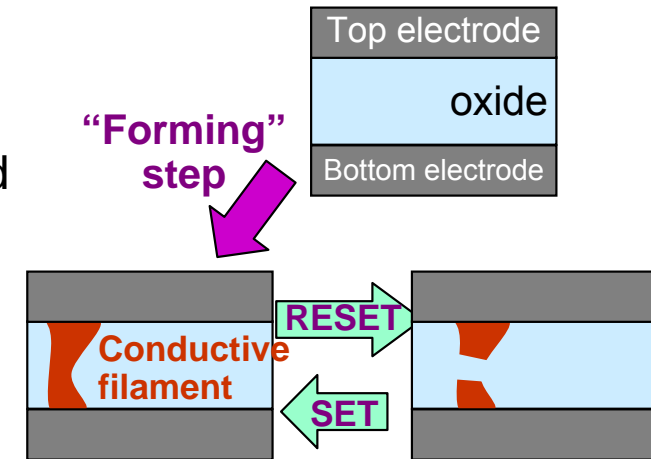 Top electrode
oxide
Bottom electrode
“Forming”
step
d
RESET
Conductive
filament
SET